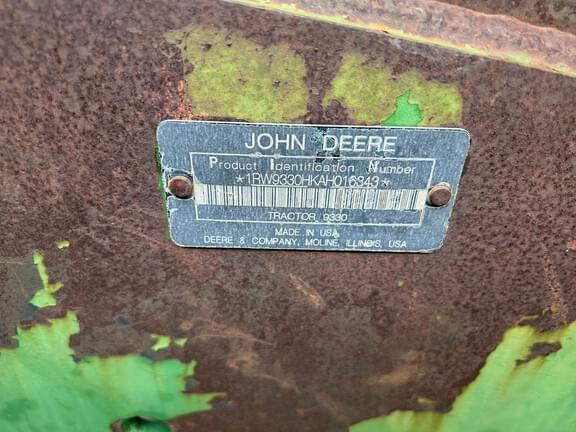 JOHN DEERE
Product Identification Number
*1RW9330HKAH016343*
TRACTOR 9330
MADE IN USA
DEERE & COMPANY, MOLINE, ILLINOIS, USA